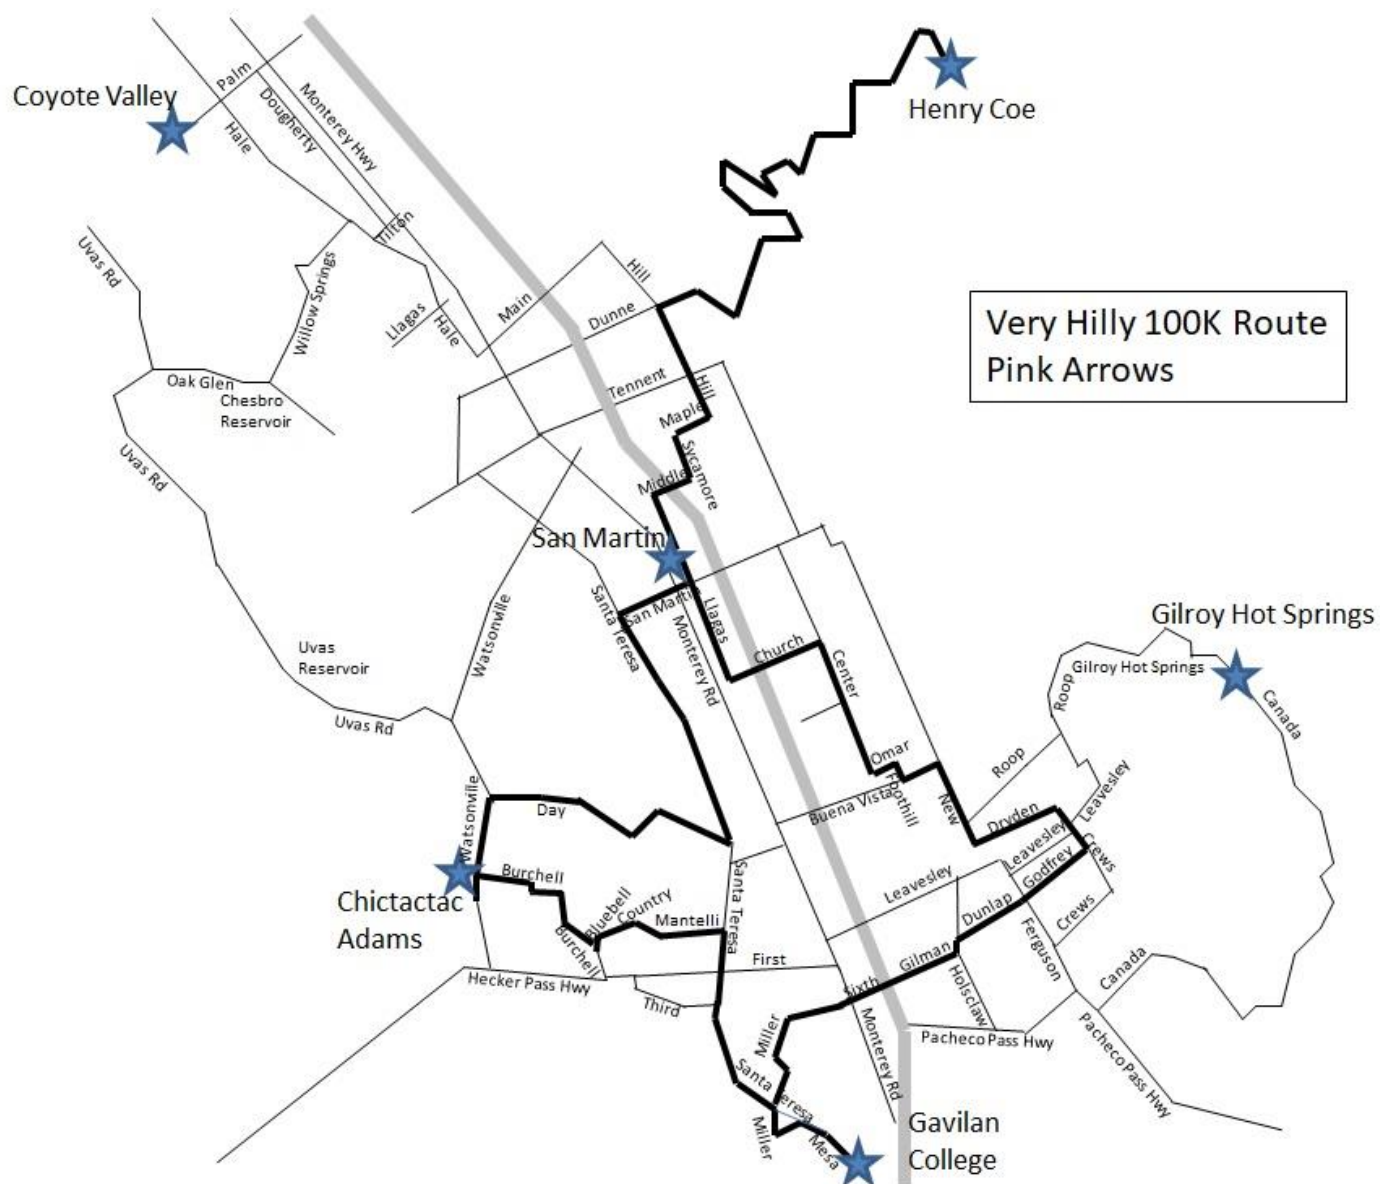 Coyote Valley
Palm
Dougherty
Monterey Hwy
Hale
Tilton
Henry Coe
Uvas Rd
Willow Springs
Llagas
Hale
Main
Hill
Dunne
Very Hilly 100K Route
Pink Arrows
Oak Glen
Chesbro
Reservoir
Tennent
Hill
Maple
Sycamore
Middle
Uvas Rd
San Martin
San Martin
Santa Teresa
Llagas
Monterey Rd
Watsonville
Uvas
Reservoir
Uvas Rd
Church
Center
Gilroy Hot Springs
Gilroy Hot Springs
Roop
Canada
Omar
Foothill
Buena Vista
New
Roop
Dryden
Leavesley
Leavesley
Crews
Godfrey
Crews
Watsonville
Day
Burchell
Chictactac
Adams
Bluebell
Country
Mantelli
Santa Teresa
Burchell
Leavesley
Dunlap
Ferguson
Gilman
Holsclaw
Canada
First
Hecker Pass Hwy
Third
Sixth
Pacheco Pass Hwy
Pacheco Pass Hwy
Monterey Rd
Miller
Santa Teresa
Miller
Mesa
Gavilan
College